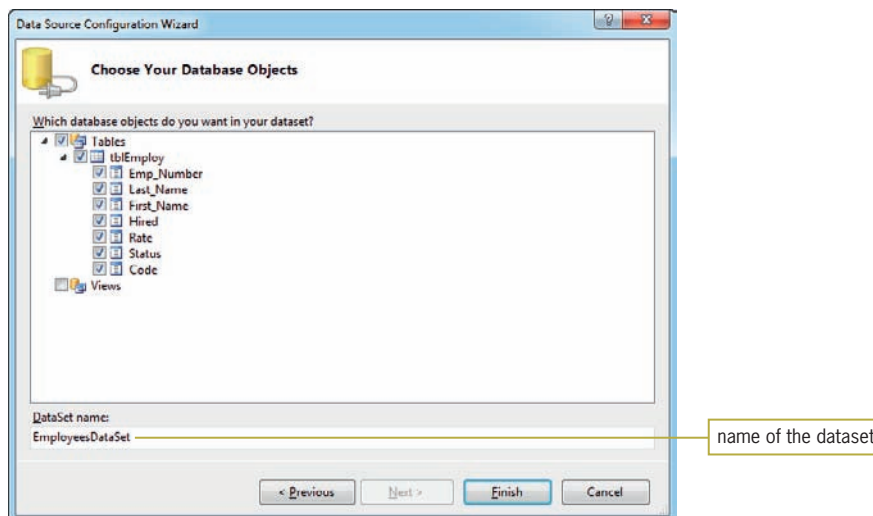 Data Source Configuration Wizard
Choose Your Database Objects
Which database objects do you want in your dataset?
Tables
tblEmploy
Emp_Number
Last_Name
First_Name
Hired
Rate
Status
Code
Views
DataSet name:
EmployeesDataSet
name of the dataset
< Previous
Next >
Finish
Cancel